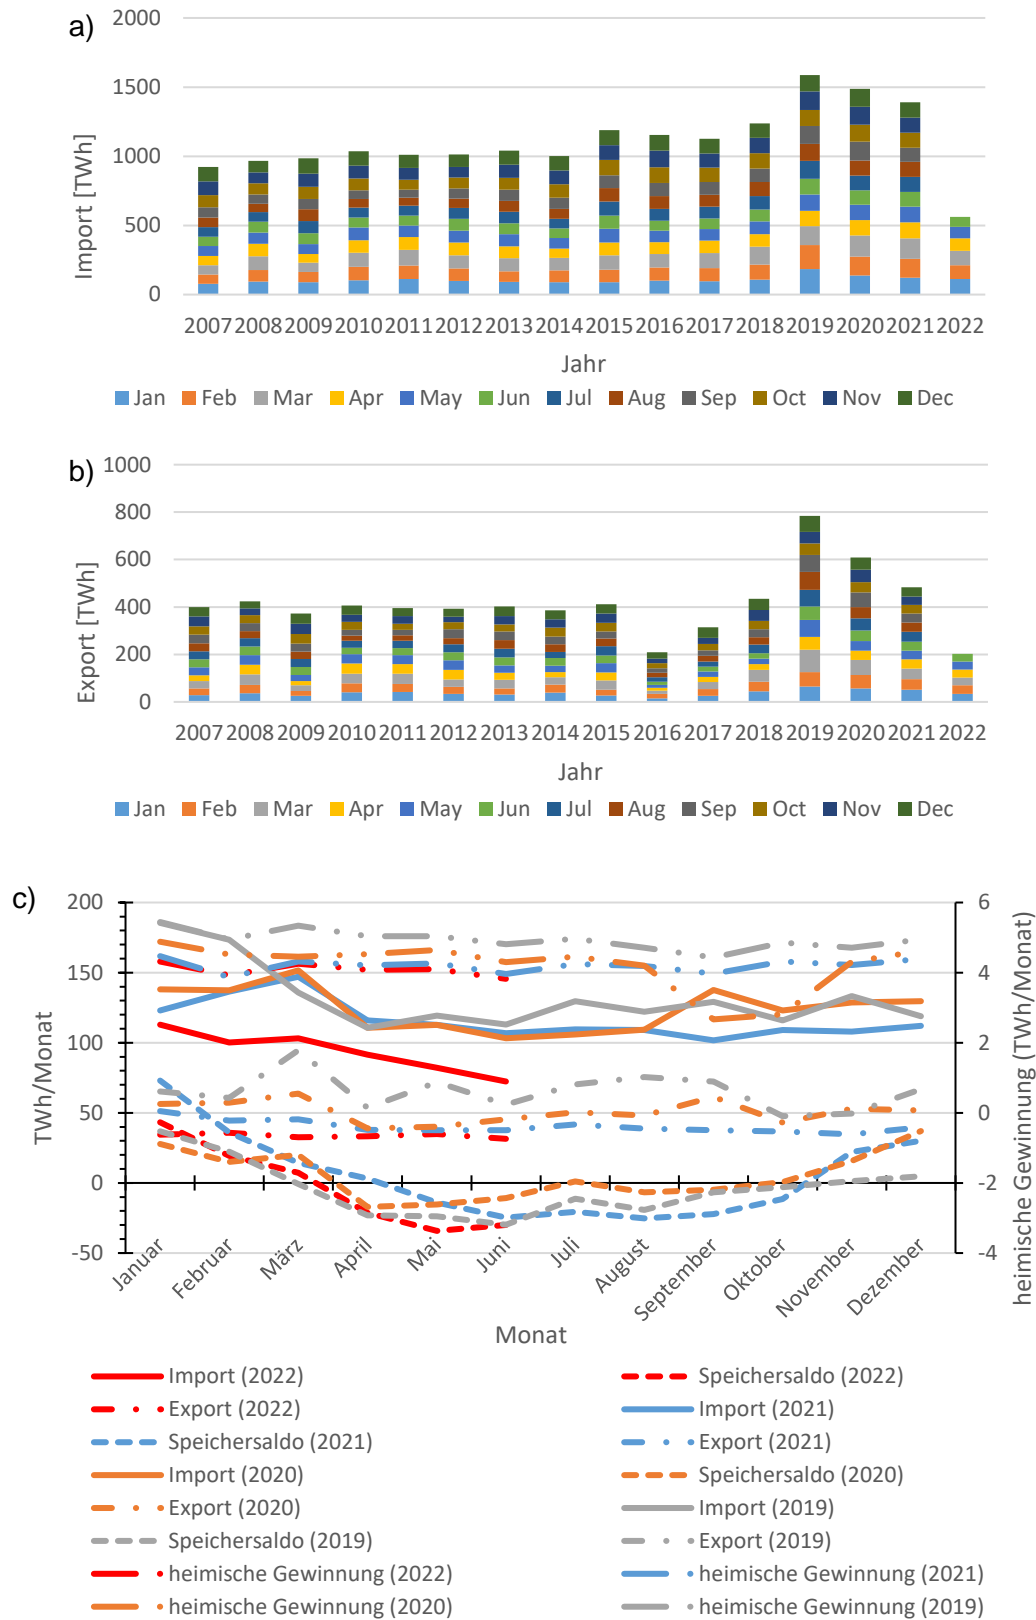 a)
2000
1500
1000
500
0
Import [TWh]
2007 2008 2009 2010 2011 2012 2013 2014 2015 2016 2017 2018 2019 2020 2021 2022
Jahr
Jan Feb Mar Apr May Jun Jul Aug Sep Oct Nov Dec
b)
1000
800
600
400
200
0
Export [TWh]
2007 2008 2009 2010 2011 2012 2013 2014 2015 2016 2017 2018 2019 2020 2021 2022
Jahr
Jan Feb Mar Apr May Jun Jul Aug Sep Oct Nov Dec
c)
200 6
150 4
100 2
50 0
0 -2
-50 -4
TWh/Monat
heimische Gewinnung (TWh/Monat)
Januar Februar März April Mai Juni Juli August September Oktober November Dezember
Monat
Import (2022) Speichersaldo (2022)
Export (2022) Import (2021)
Speichersaldo (2021) Export (2021)
Import (2020) Speichersaldo (2020)
Export (2020) Import (2019)
Speichersaldo (2019) Export (2019)
heimische Gewinnung (2022) heimische Gewinnung (2021)
heimische Gewinnung (2020) heimische Gewinnung (2019)